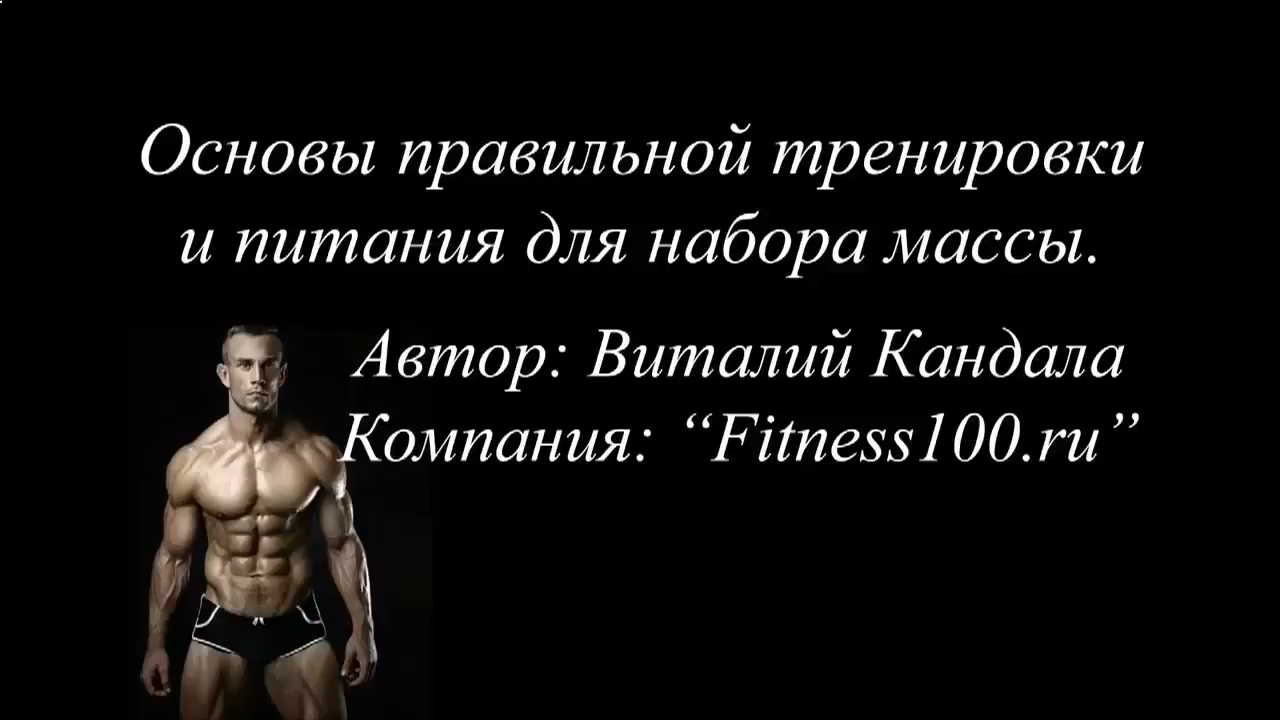 Основы правильной тренировки
и питания для набора массы.
Автор: Виталий Кандала
Компания: “Fitness100.ru”